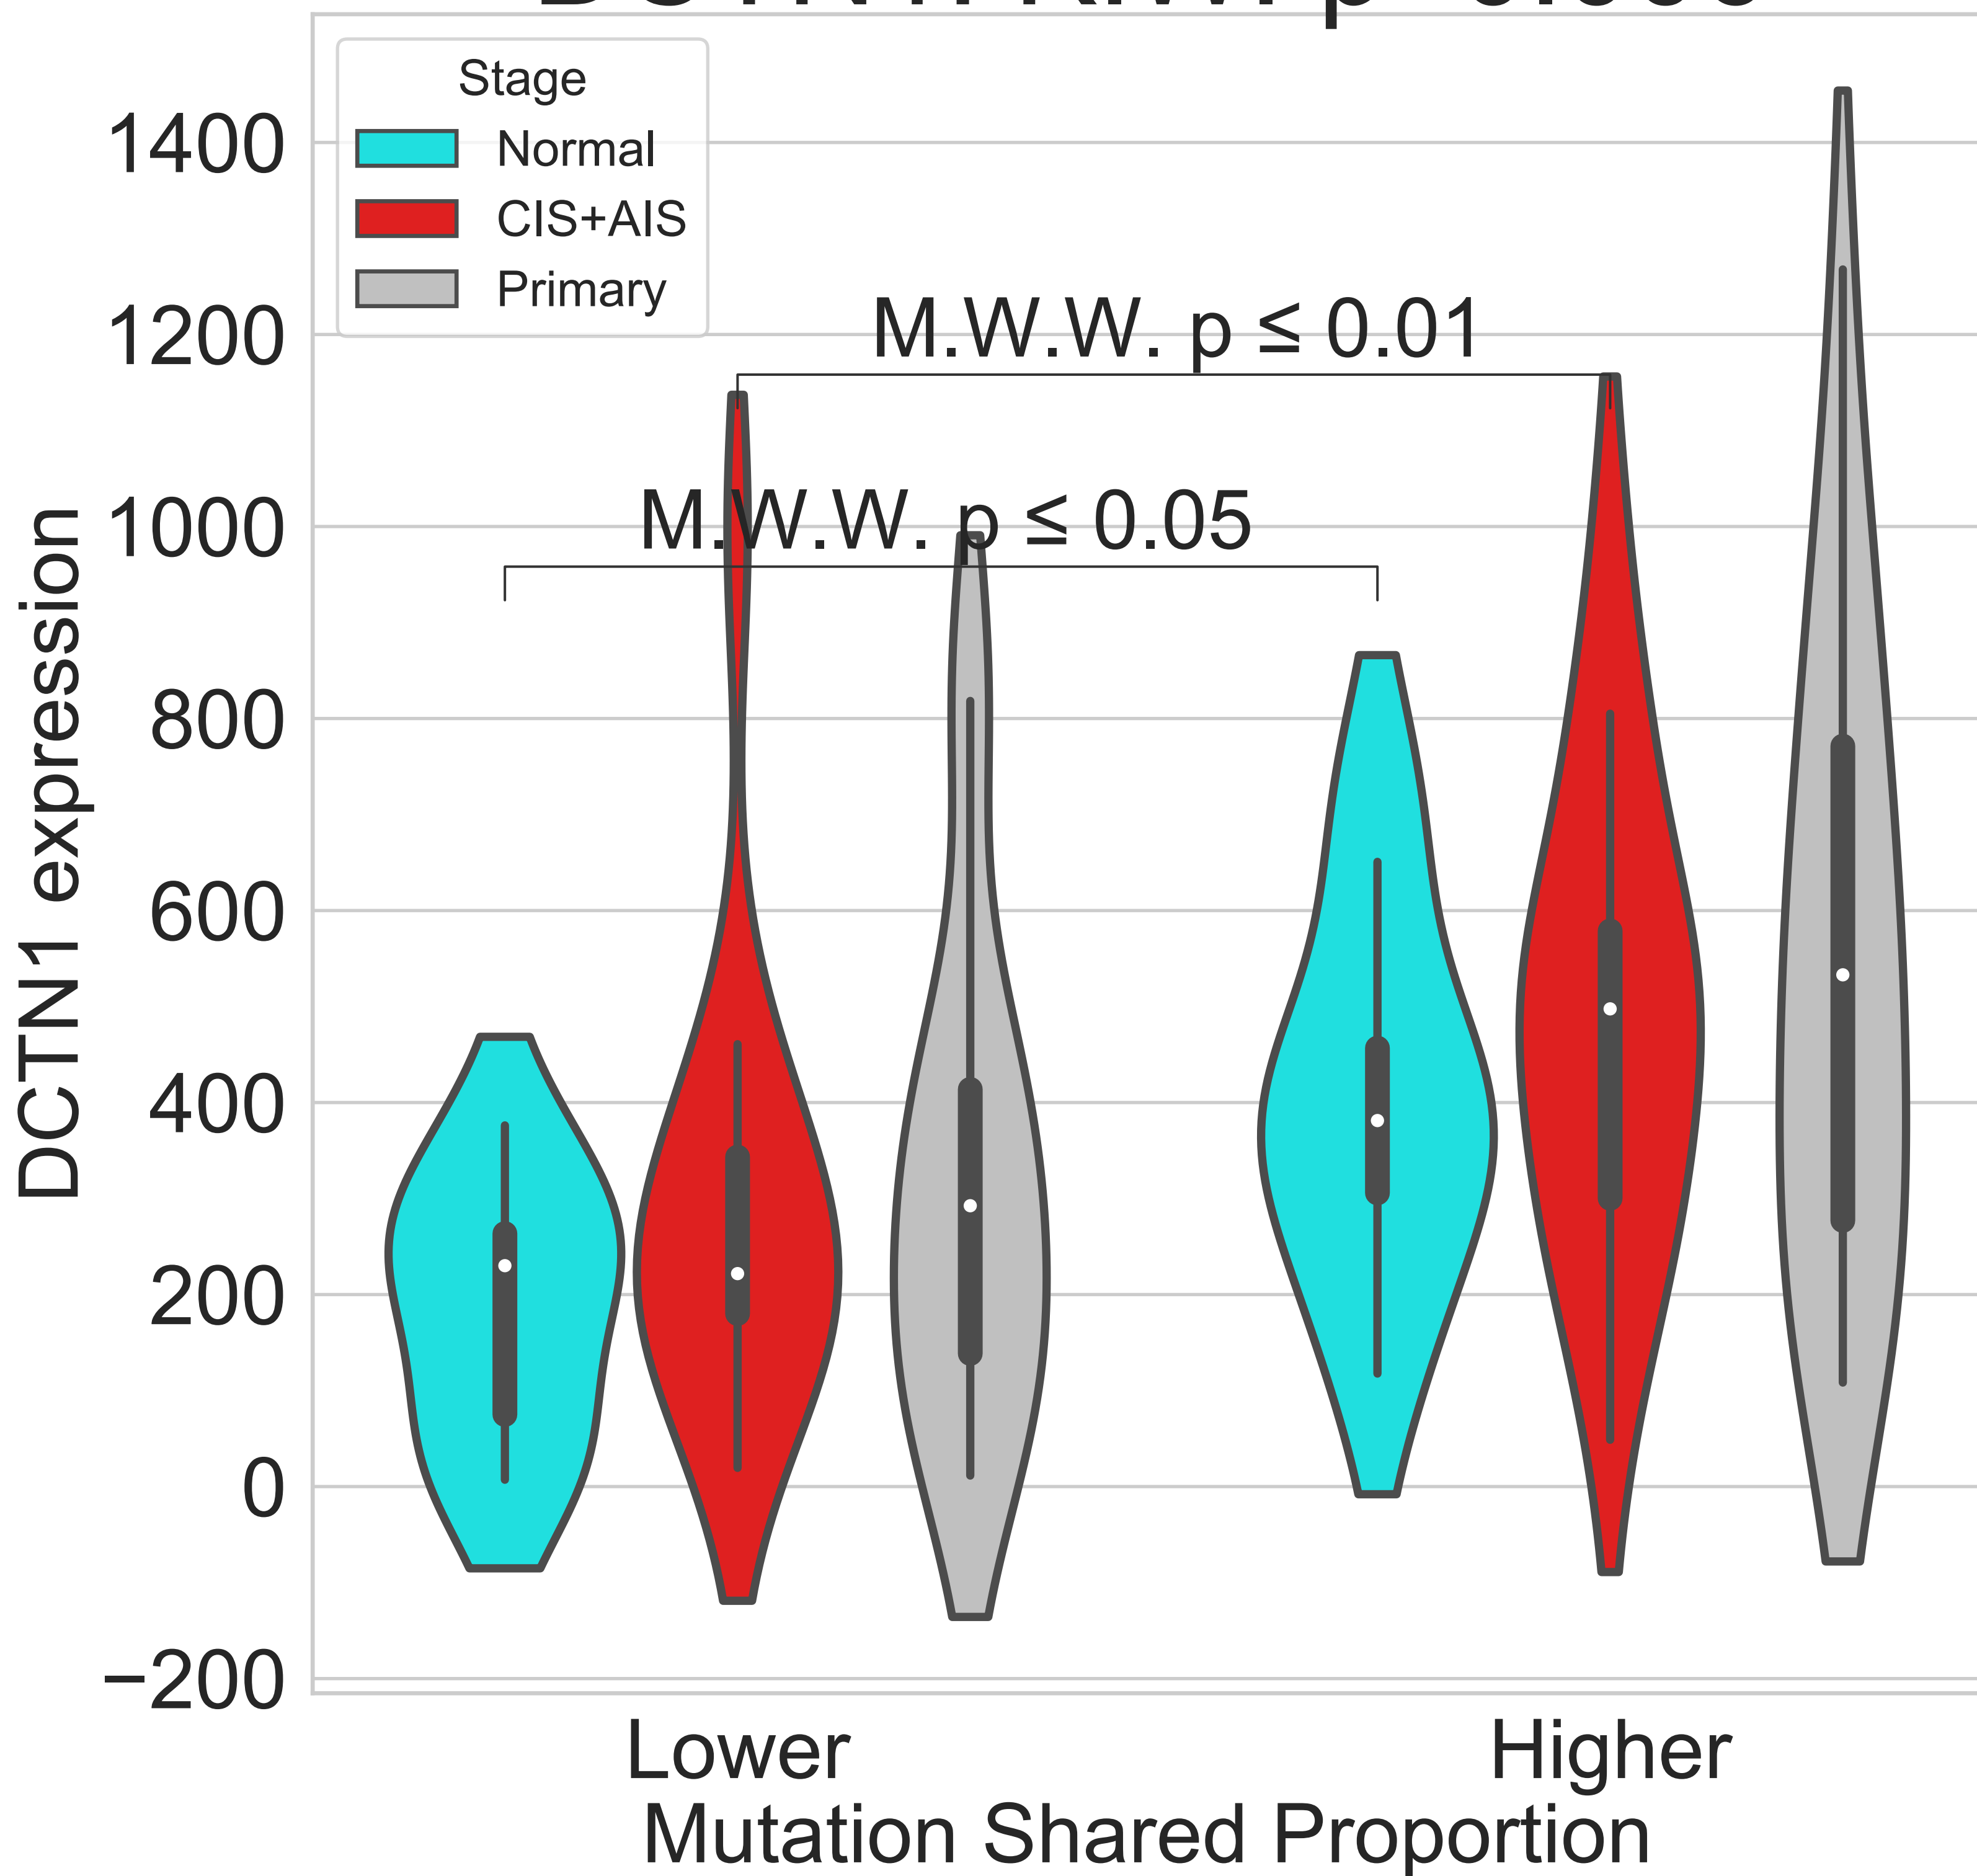 Stage
Normal
CIS+AIS
Primary
1400
1200
1000
800
600
400
200
0
−200
DCTN1 expression
M.W.W. p ≤ 0.01
M.W.W. p ≤ 0.05
Lower
Higher
Mutation Shared Proportion